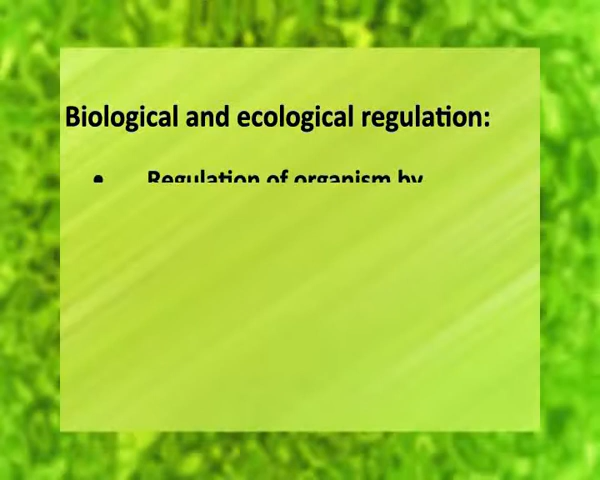 Biological and ecological regulation:
• Regulation of organism by